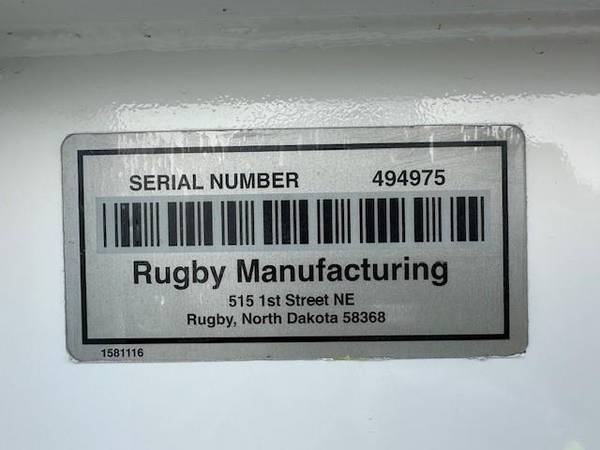 SERIAL NUMBER 494975
Rugby Manufacturing
515 1st Street NE
Rugby, North Dakota 58368
1581116